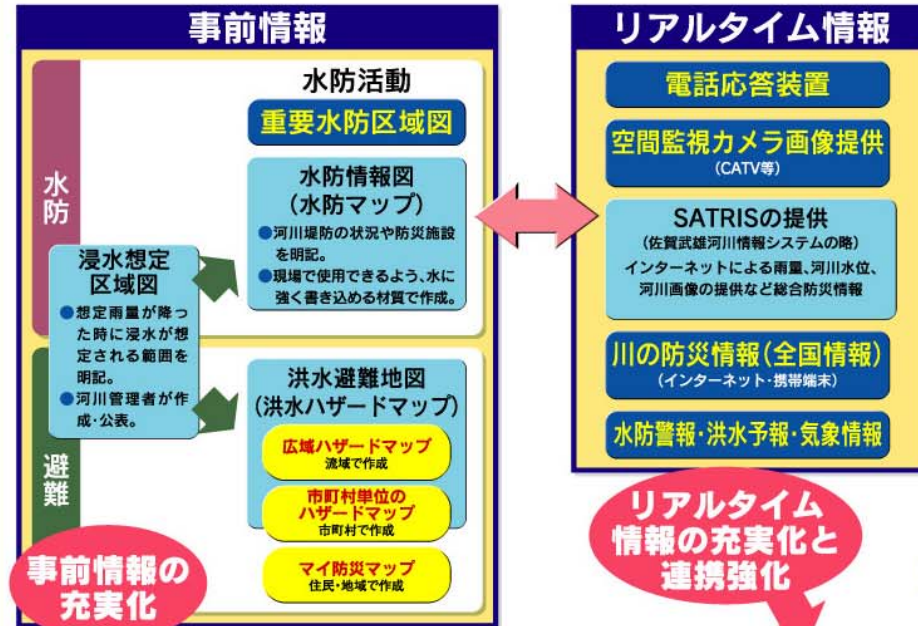 事前情報
水防
水防活動
重要水防区域図
水防情報図
(水防マップ)
●河川堤防の状況や防災施設
を明記。
●現場で使用できるよう、水に
強く書き込める材質で作成。
浸水想定
区域図
●想定雨量が降っ
た時に浸水が想
定される範囲を
明記。
●河川管理者が作
成・公表。
避難
洪水避難地図
(洪水ハザードマップ)
広域ハザードマップ
流域で作成
市町村単位の
ハザードマップ
市町村で作成
マイ防災マップ
住民・地域で作成
事前情報の
充実化
リアルタイム情報
電話応答装置
空間監視カメラ画像提供
(CATV等)
SATRISの提供
(佐賀武雄河川情報システムの略)
インターネットによる雨量、河川水位、
河川画像の提供など総合防災情報
川の防災情報(全国情報)
(インターネット・携帯端末)
水防警報・洪水予報・気象情報
リアルタイム
情報の充実化と
連携強化